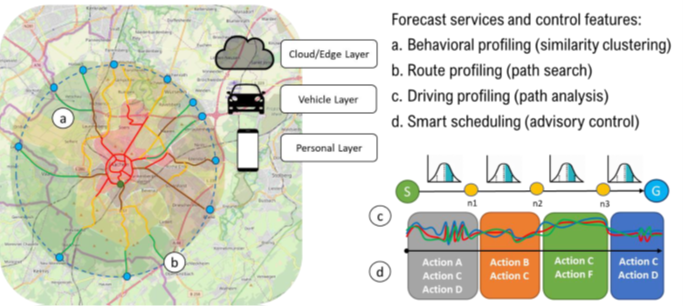 a
b
Cloud/Edge Layer
Vehicle Layer
Personal Layer
Forecast services and control features:
a. Behavioral profiling (similarity clustering)
b. Route profiling (path search)
c. Driving profiling (path analysis)
d. Smart scheduling (advisory control)
S
n1
n2
n3
G
c
d
Action A
Action C
Action D
Action B
Action C
Action C
Action F
Action C
Action D